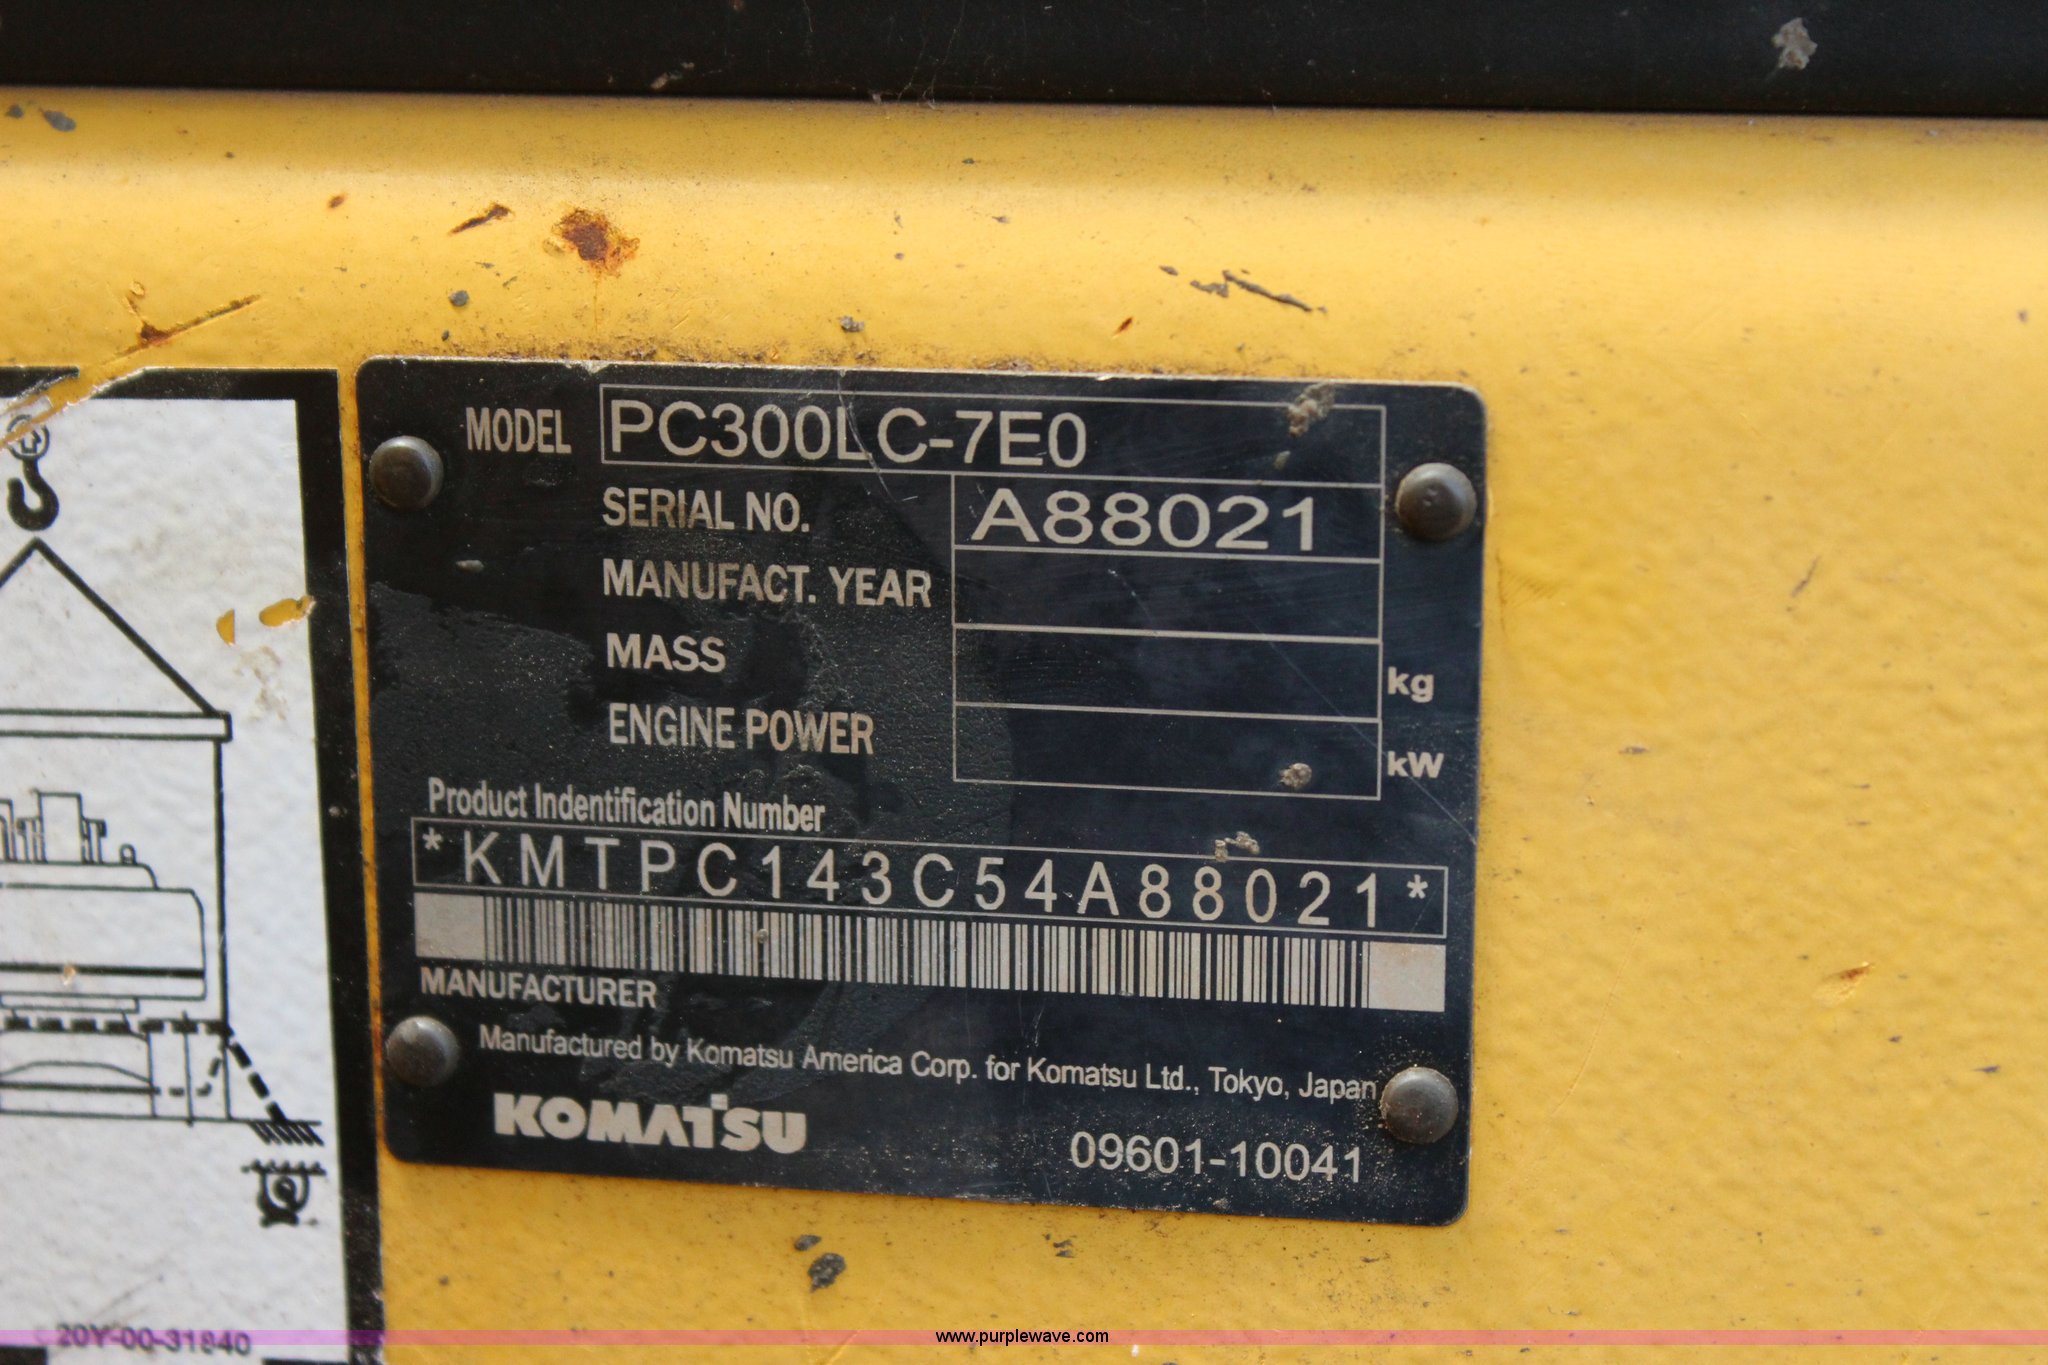 MODEL PC300LC-7E0
SERIAL NO. A88021
MANUFACT. YEAR
MASS kg
ENGINE POWER kW
Product Indentification Number
*KMTPC143C54A88021*
MANUFACTURER
Manufactured by Komatsu America Corp. for Komatsu Ltd., Tokyo, Japan
KOMATSU
09601-10041
20Y-00-31840
www.purplewave.com